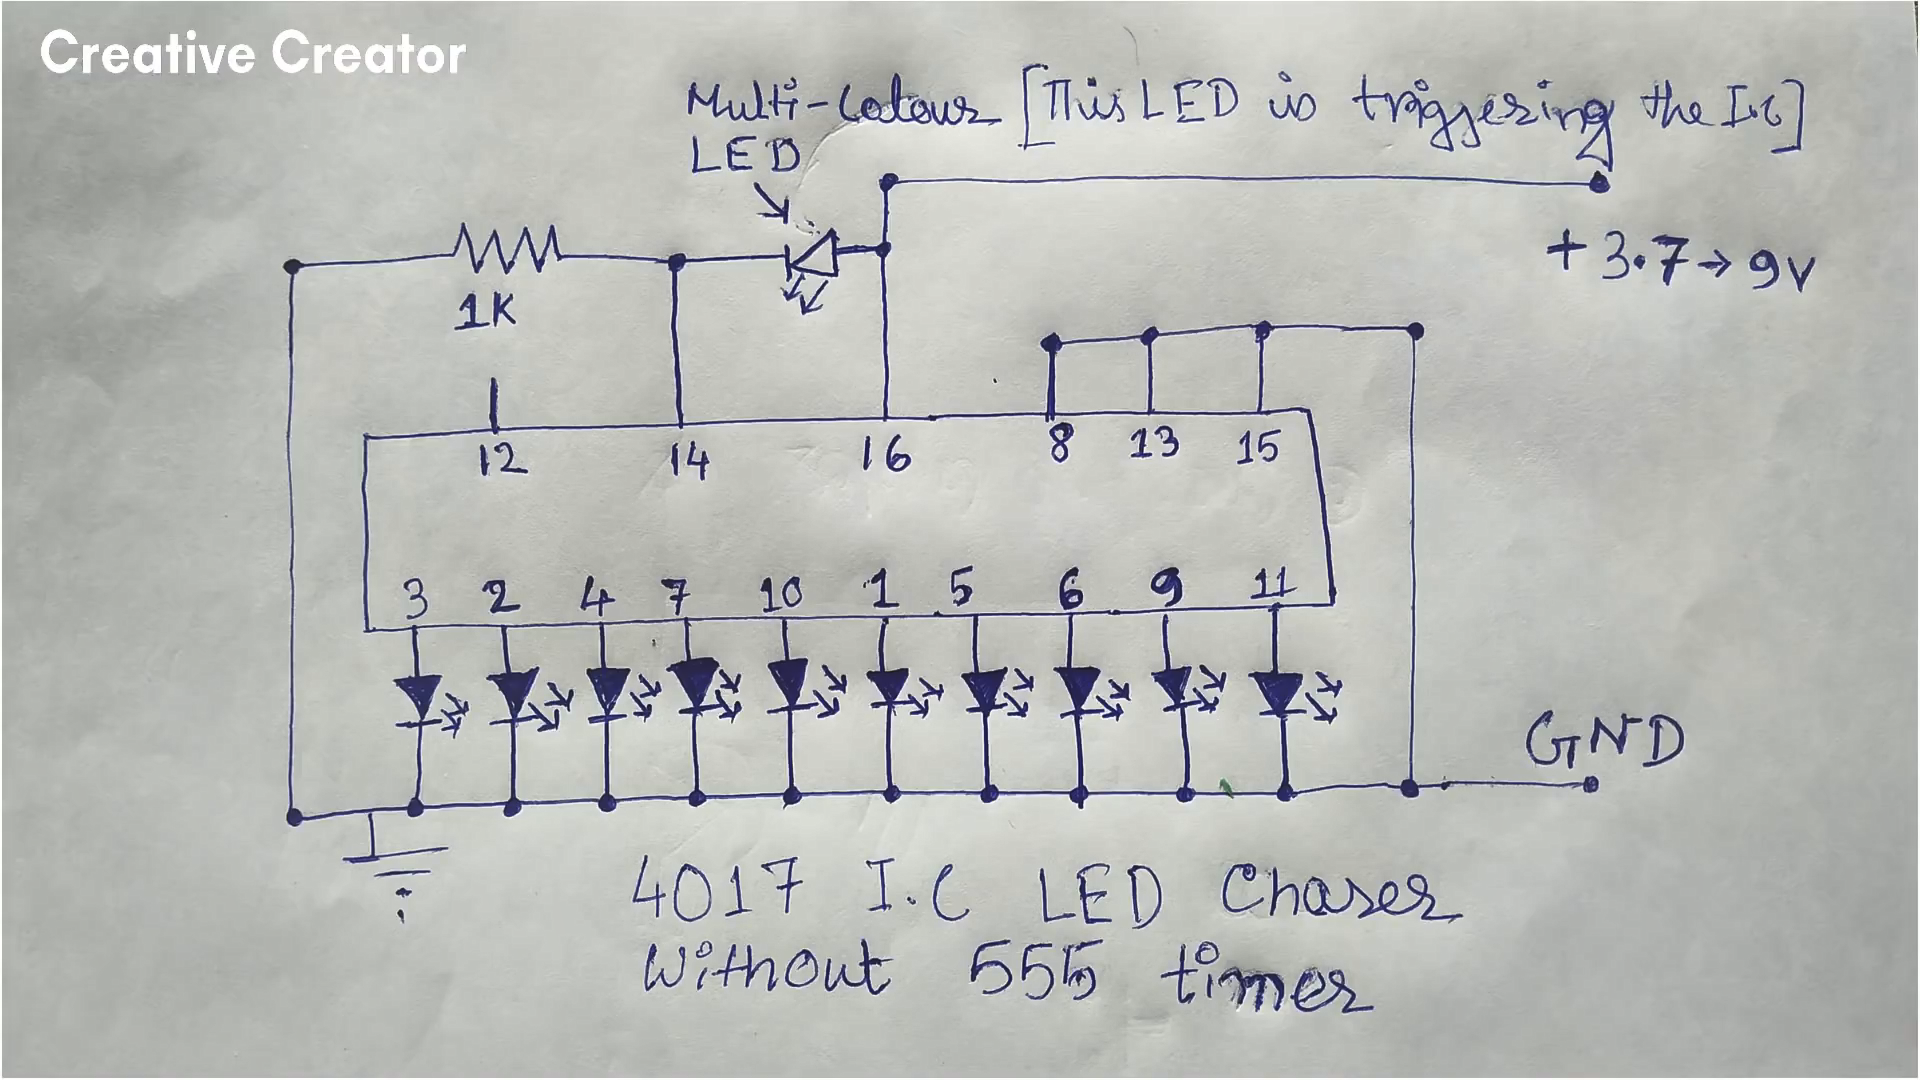 Creative Creator
Multi-Colour [This LED is triggering the I.C]
LED
+ 3.7→9V
1K
12 14 16 8 13 15
3 2 4 7 10 1 5 6 9 11
GND
4017 I.C LED Chaser
Without 555 timer